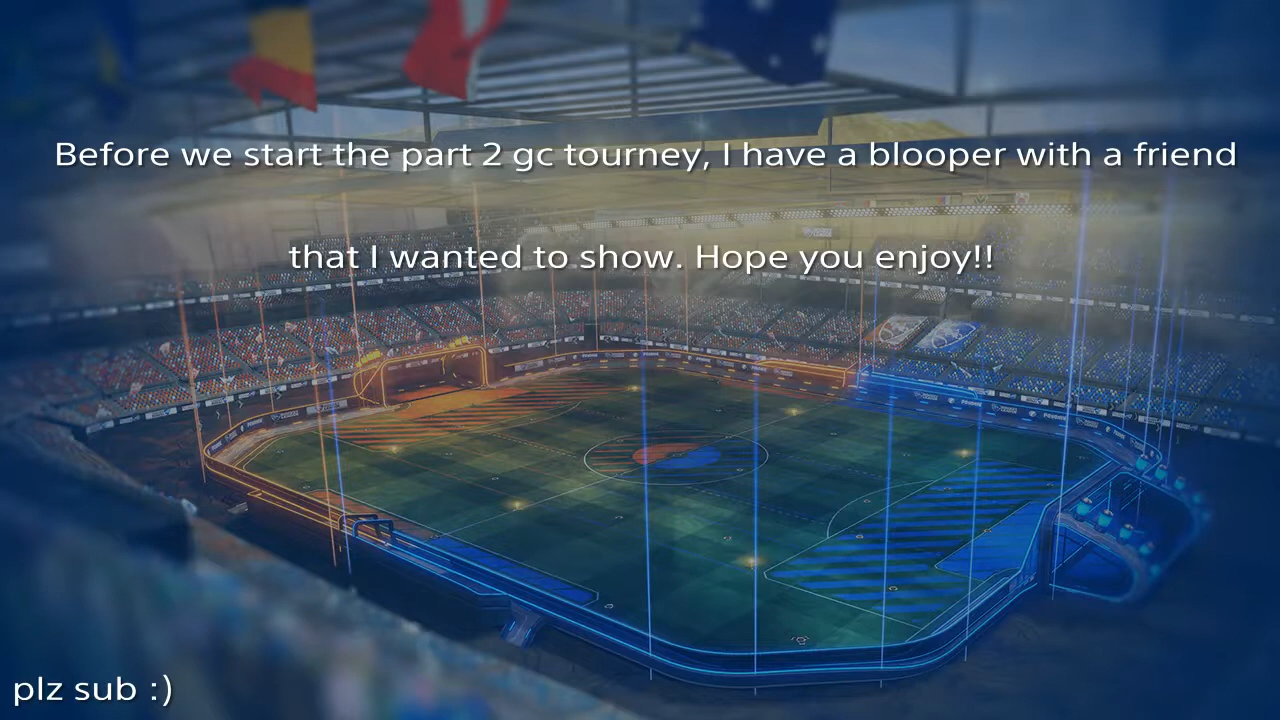 Before we start the part 2 gc tourney, I have a blooper with a friend
that I wanted to show. Hope you enjoy!!
plz sub :)